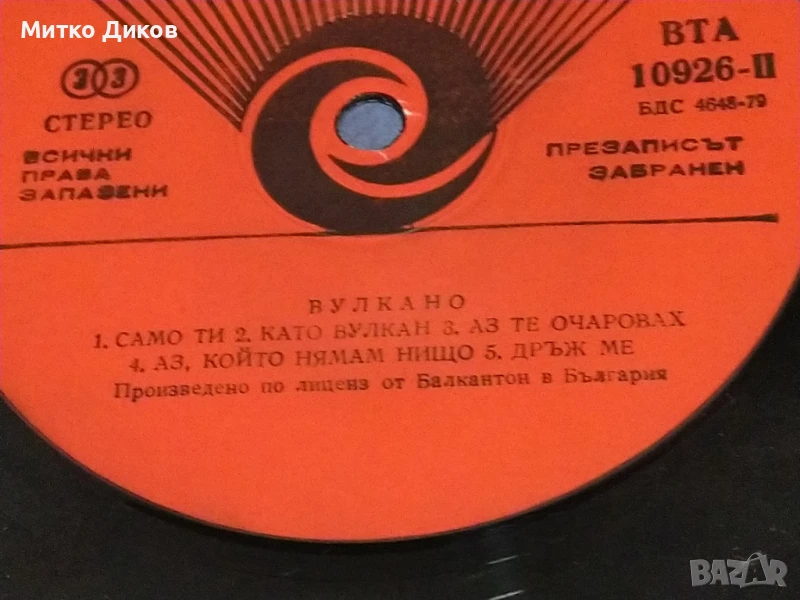 Митко Диков
33
СТЕРЕО
ВСИЧКИ
ПРАВА
ЗАПАЗЕНИ
ВТА
10926-II
БДС 4648-79
ПРЕЗАПИСЪТ
ЗАБРАНЕН
ВУЛКАНО
1. САМО ТИ 2. КАТО ВУЛКАН 3. АЗ ТЕ ОЧАРОВАХ
4. АЗ, КОЙТО НЯМАМ НИЩО 5. ДРЪЖ МЕ
Произведено по лиценз от Балкантон в България
BAZAR